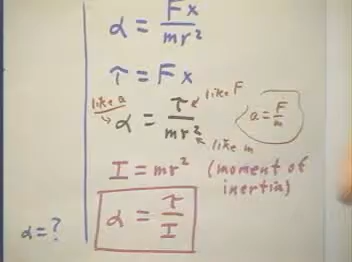 α = Fx/mr²
τ = Fx
like a → α = τ/mr² ← like F
← like m
a = F/m
I = mr² (moment of inertia)
α = τ/I
α = ?